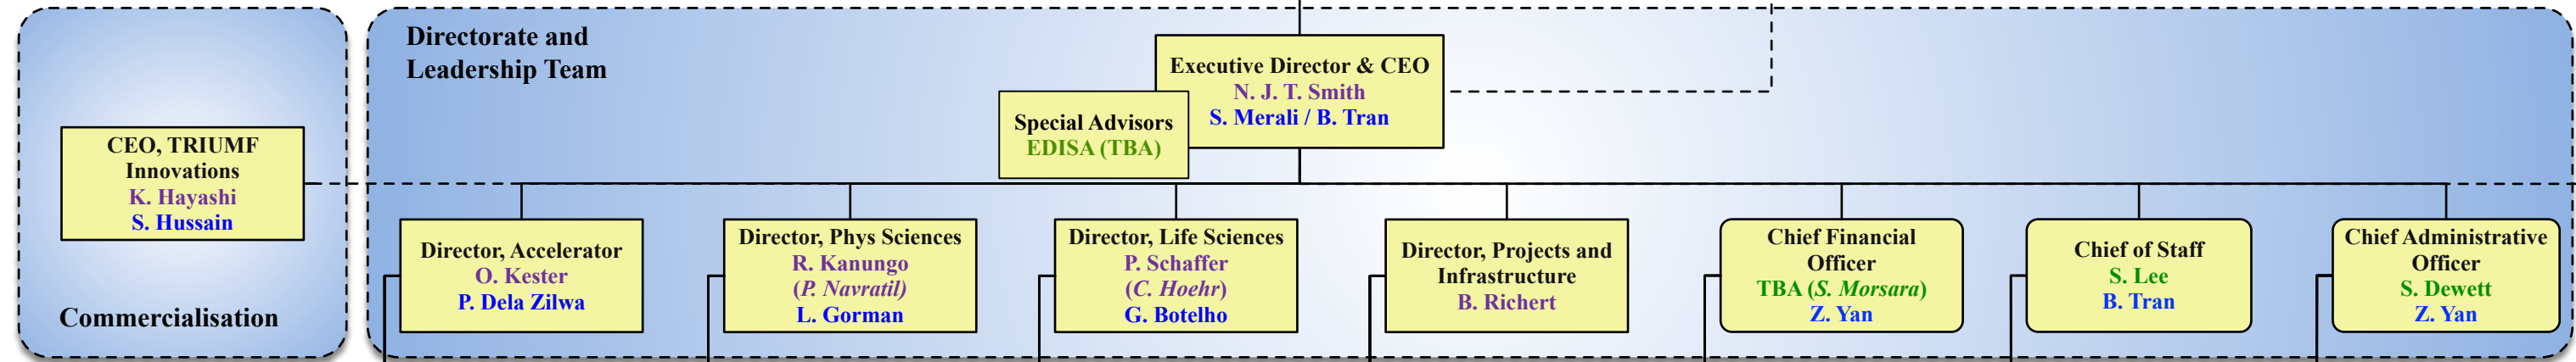 Directorate and
Leadership Team
Executive Director & CEO
N. J. T. Smith
S. Merali / B. Tran
Special Advisors
EDISA (TBA)
CEO, TRIUMF
Innovations
K. Hayashi
S. Hussain
Commercialisation
Director, Accelerator
O. Kester
P. Dela Zilwa
Director, Phys Sciences
R. Kanungo
(P. Navratil)
L. Gorman
Director, Life Sciences
P. Schaffer
(C. Hoehr)
G. Botelho
Director, Projects and
Infrastructure
B. Richert
Chief Financial
Officer
TBA (S. Morsara)
Z. Yan
Chief of Staff
S. Lee
B. Tran
Chief Administrative
Officer
S. Dewett
Z. Yan